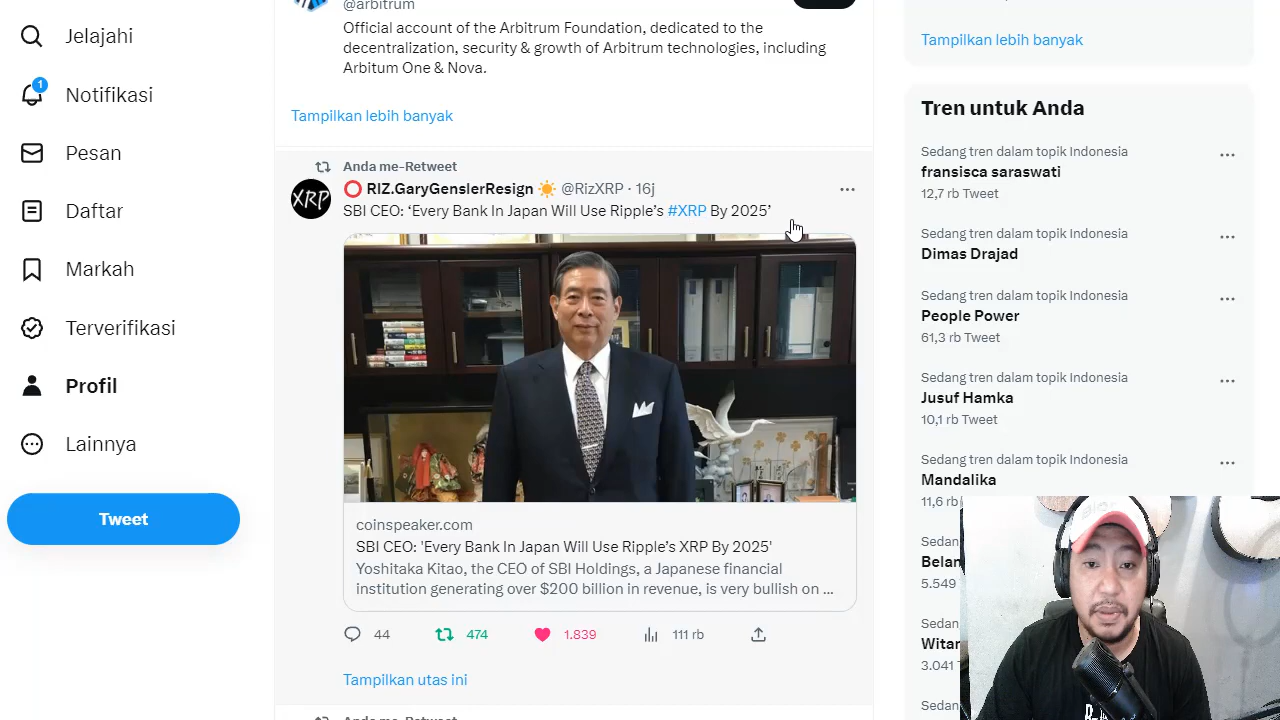 Jelajahi
1
Notifikasi
Pesan
Daftar
Markah
Terverifikasi
Profil
Lainnya
Tweet
@arbitrum
Official account of the Arbitrum Foundation, dedicated to the
decentralization, security & growth of Arbitrum technologies, including
Arbitum One & Nova.
Tampilkan lebih banyak
Anda me-Retweet
XRP
RIZ.GaryGenslerResign @RizXRP · 16j
SBI CEO: ‘Every Bank In Japan Will Use Ripple’s #XRP By 2025’
coinspeaker.com
SBI CEO: 'Every Bank In Japan Will Use Ripple’s XRP By 2025'
Yoshitaka Kitao, the CEO of SBI Holdings, a Japanese financial
institution generating over $200 billion in revenue, is very bullish on ...
44
474
1.839
111 rb
Tampilkan utas ini
Anda me-Retweet
Tampilkan lebih banyak
Tren untuk Anda
Sedang tren dalam topik Indonesia
fransisca saraswati
12,7 rb Tweet
Sedang tren dalam topik Indonesia
Dimas Drajad
Sedang tren dalam topik Indonesia
People Power
61,3 rb Tweet
Sedang tren dalam topik Indonesia
Jusuf Hamka
10,1 rb Tweet
Sedang tren dalam topik Indonesia
Mandalika
11,6
Sedan
Belan
5.549
Sedan
Witar
3.041
Sedan